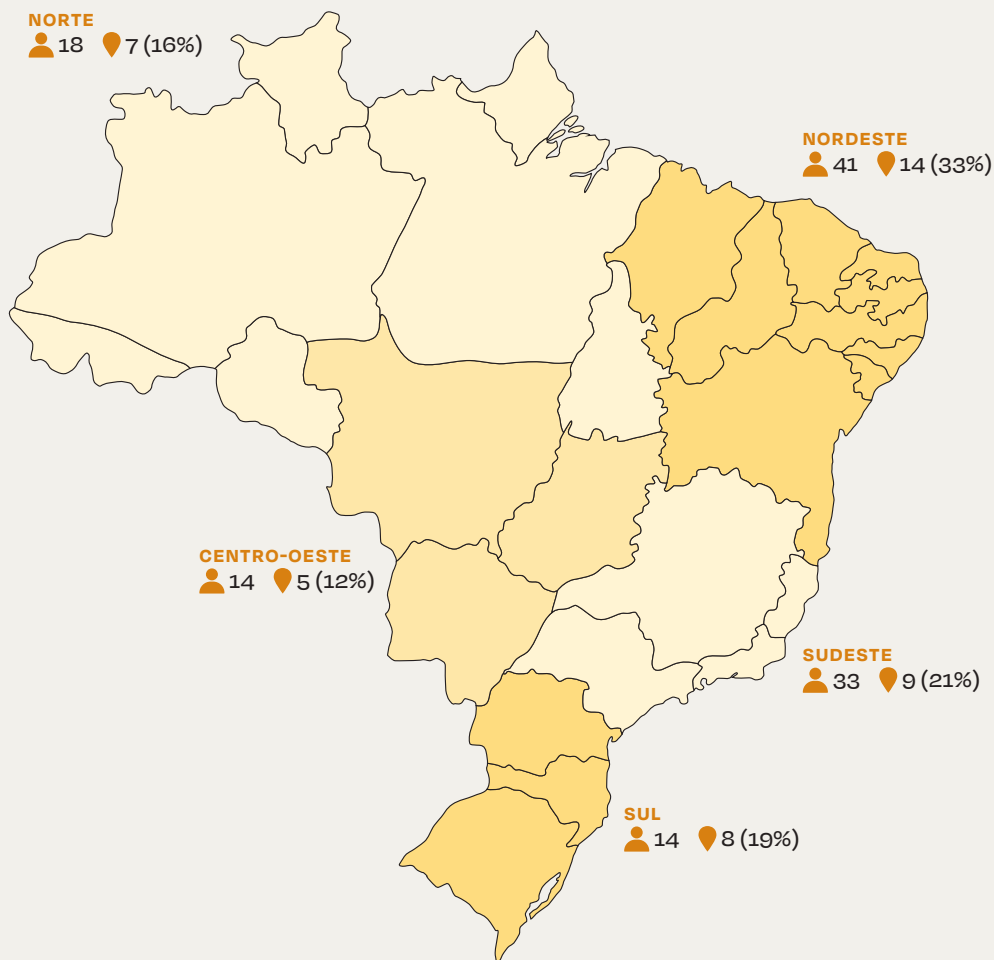 NORTE
18 7 (16%)
NORDESTE
41 14 (33%)
CENTRO-OESTE
14 5 (12%)
SUDESTE
33 9 (21%)
SUL
14 8 (19%)